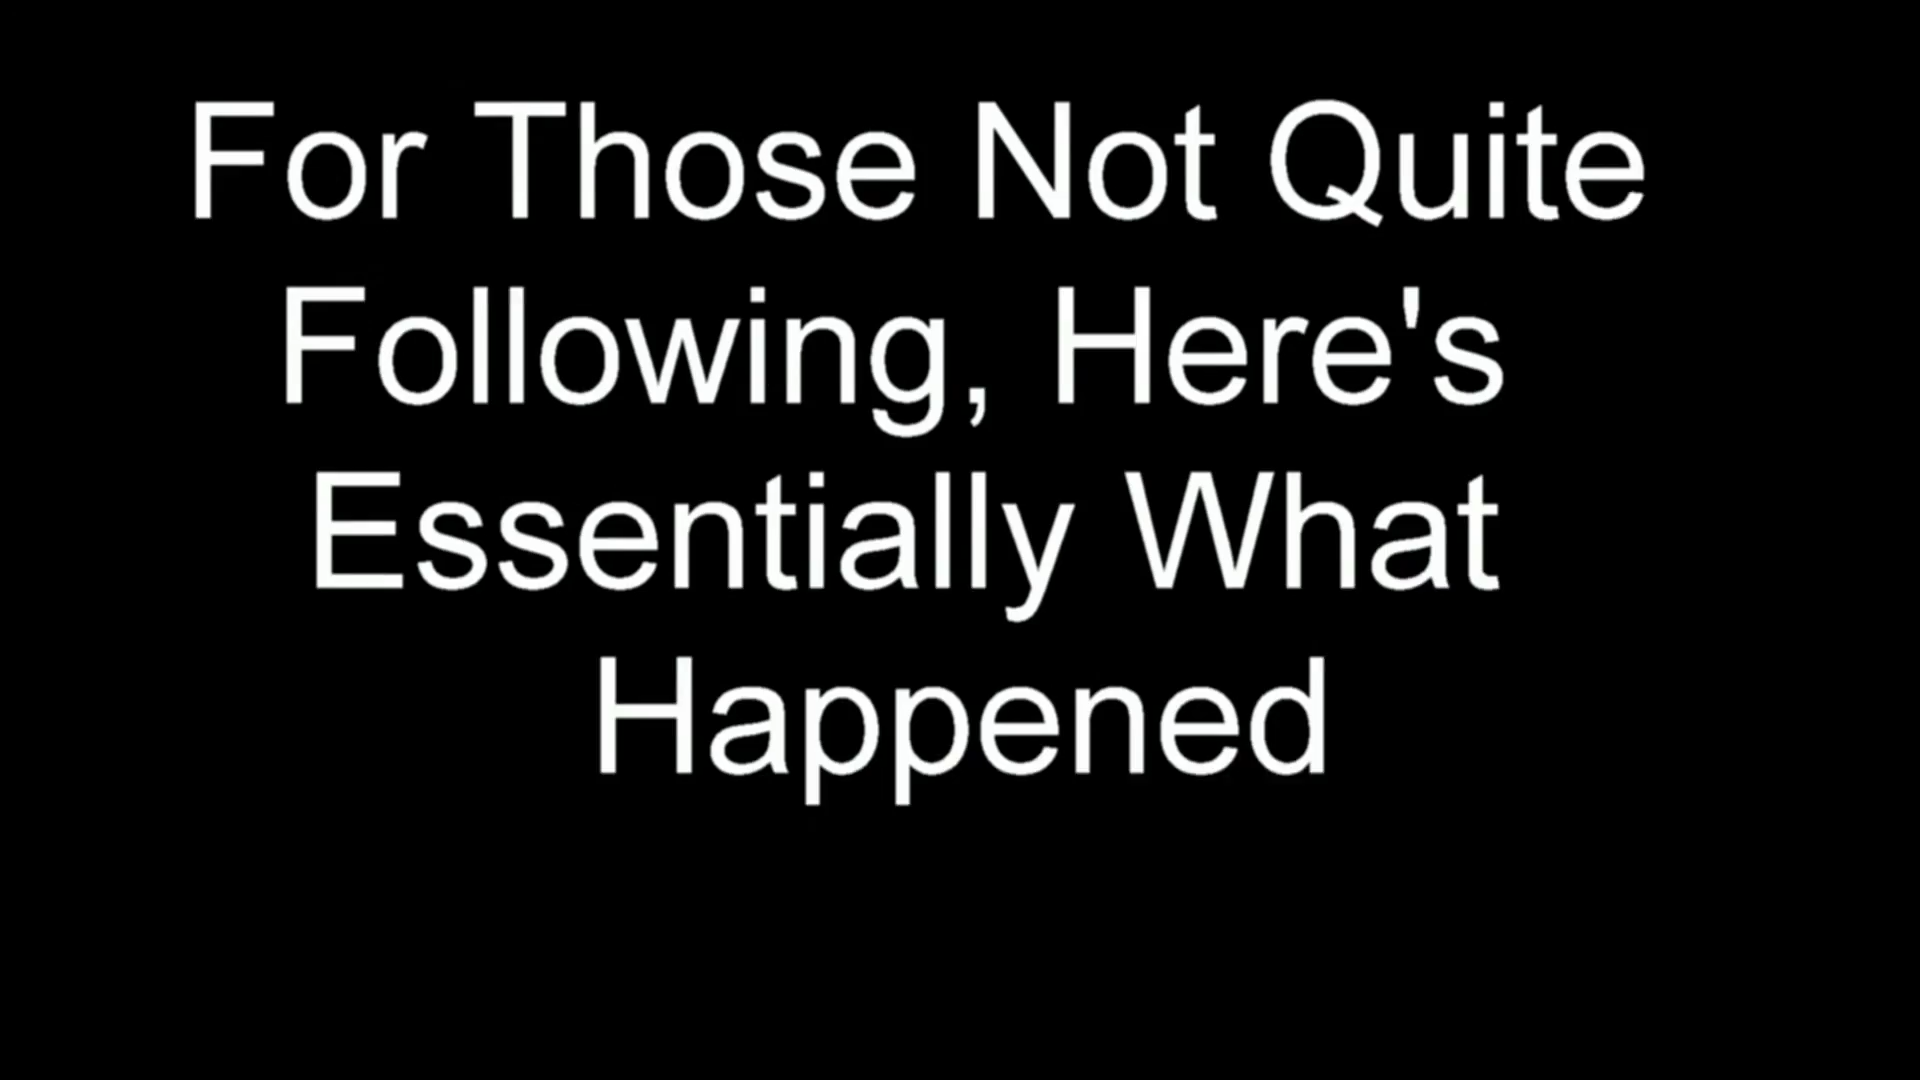 For Those Not Quite
Following, Here's
Essentially What
Happened